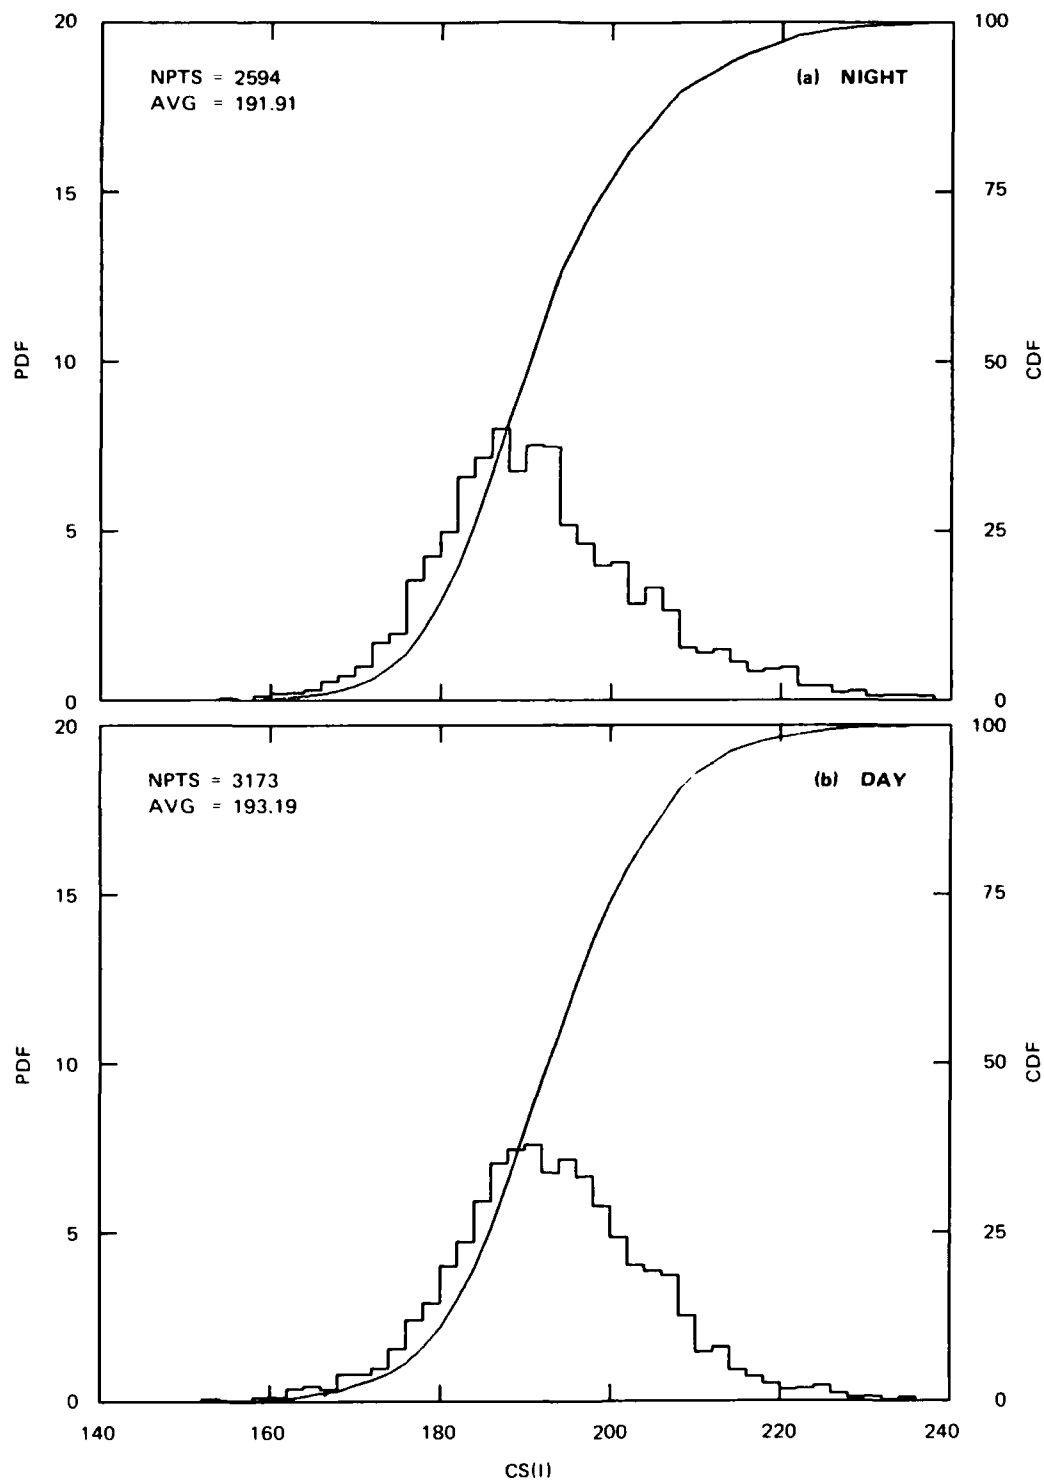 20
100
NPTS = 2594
AVG = 191.91
(a) NIGHT
15
75
PDF
10
50
CDF
5
25
0
0
20
100
NPTS = 3173
AVG = 193.19
(b) DAY
15
75
PDF
10
50
CDF
5
25
0
0
140
160
180
200
220
240
CS(I)